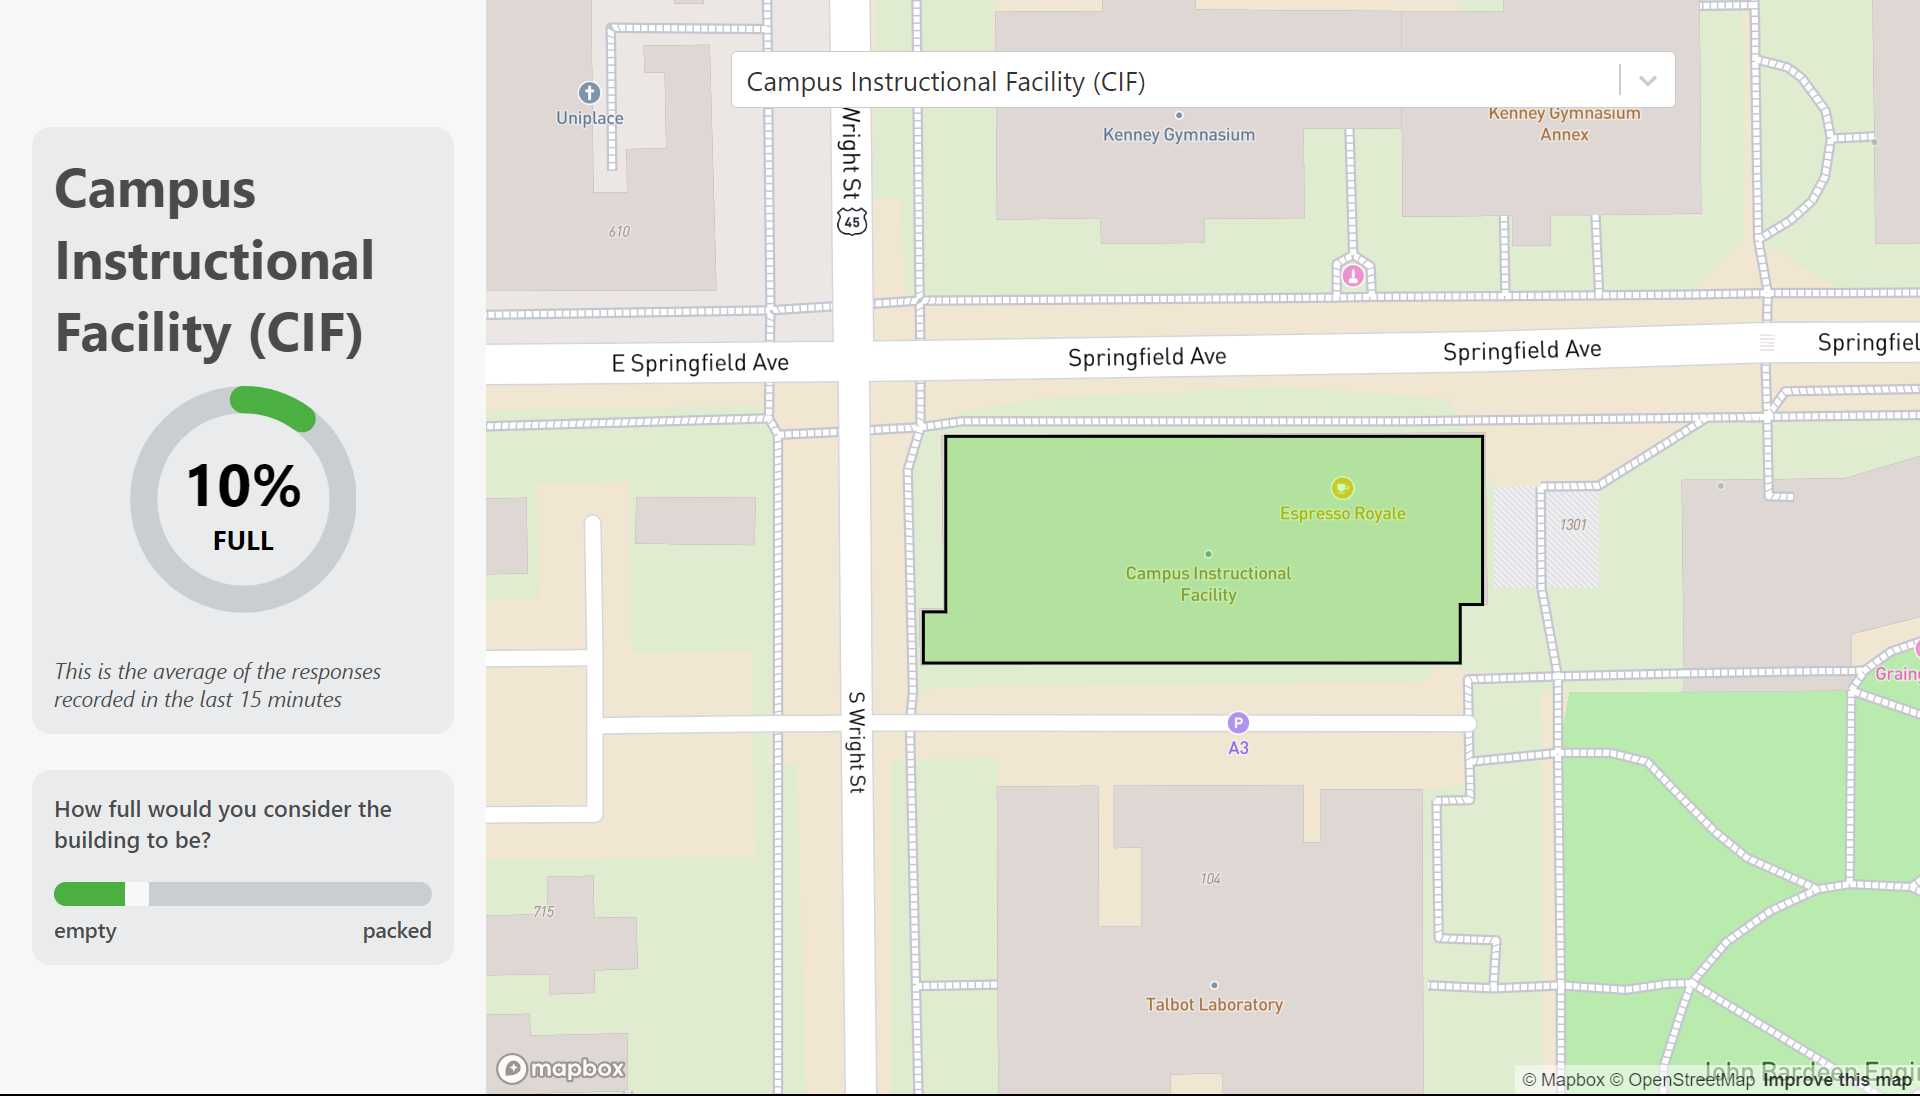 Campus
Instructional
Facility (CIF)
10%
FULL
This is the average of the responses
recorded in the last 15 minutes
How full would you consider the
building to be?
empty
packed
Campus Instructional Facility (CIF)
Uniplace
Wright St
45
610
Kenney Gymnasium
Kenney Gymnasium
Annex
E Springfield Ave
Springfield Ave
Springfield Ave
Springfiel
Espresso Royale
Campus Instructional
Facility
1301
Grain
S Wright St
P
A3
715
104
Talbot Laboratory
mapbox
John Bardeen Engi
© Mapbox © OpenStreetMap Improve this map